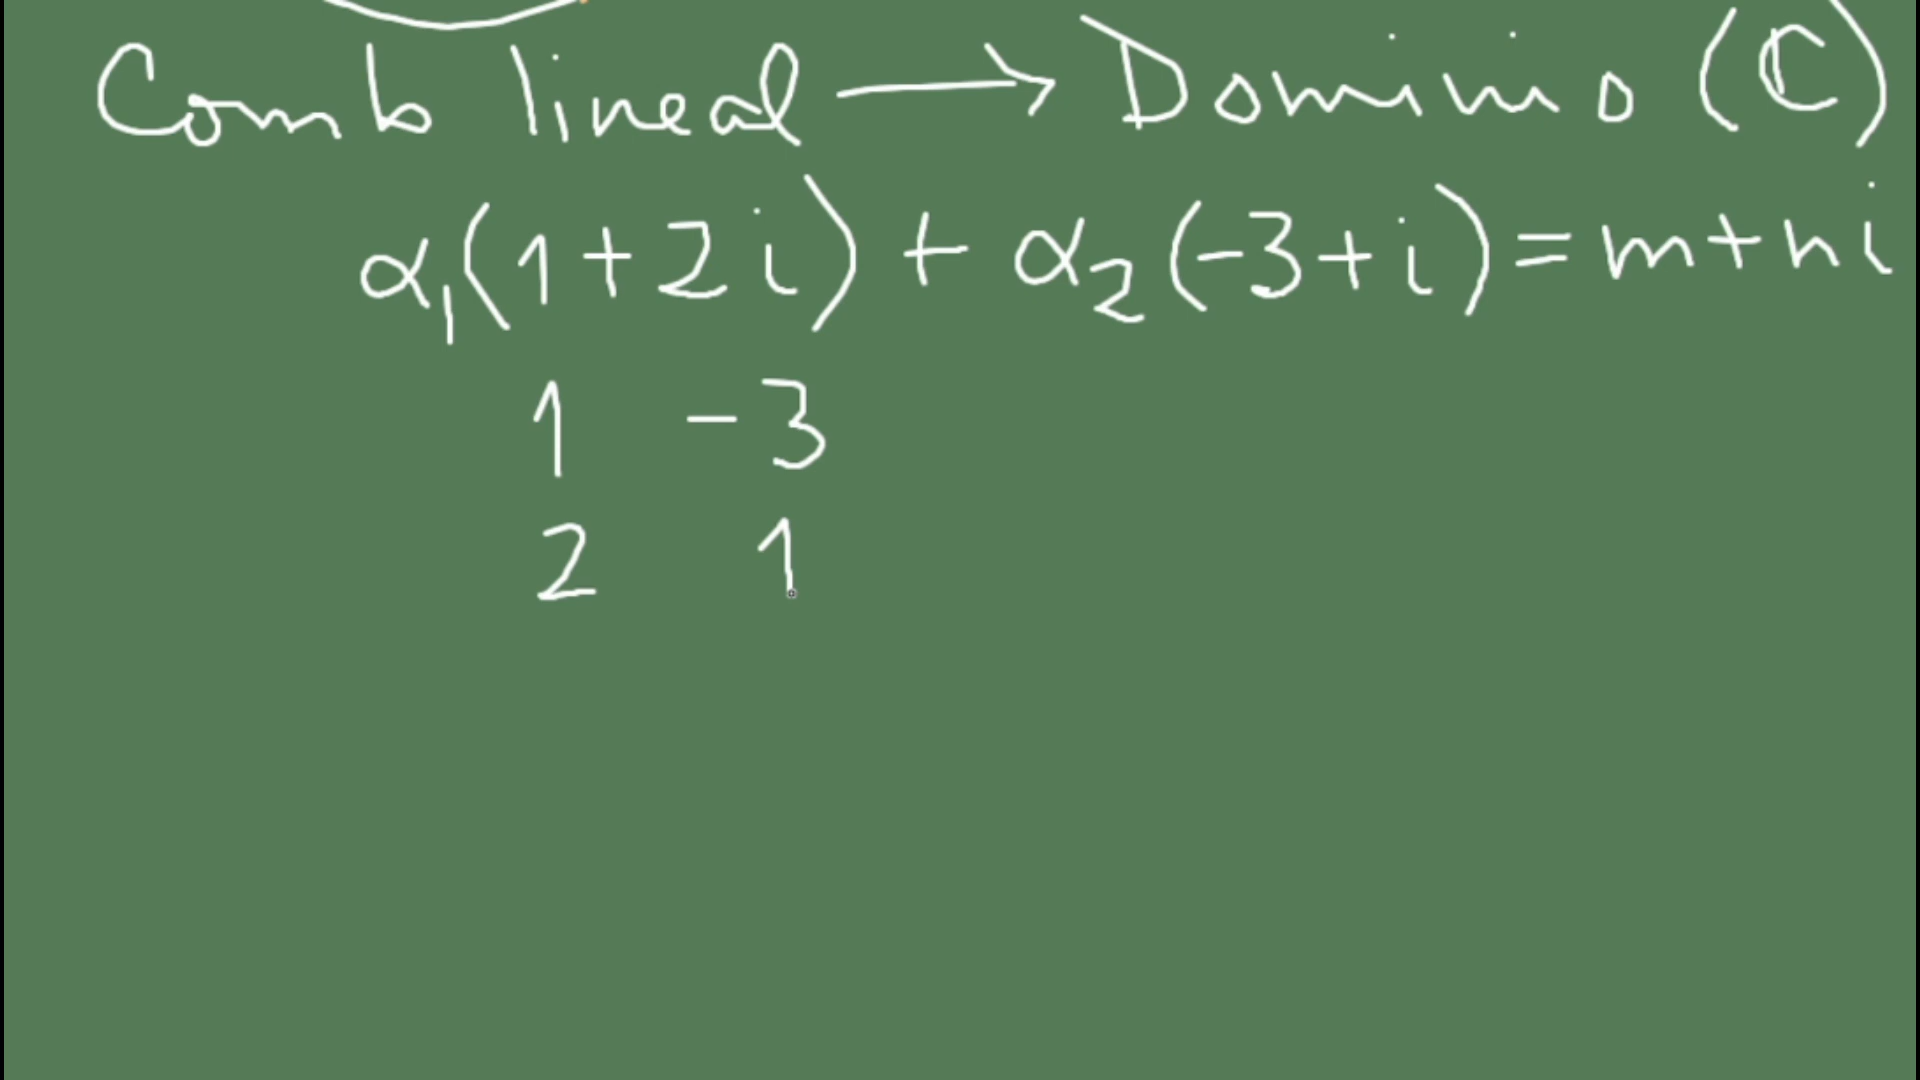 Comb lineal → Dominio (ℂ)
α₁(1+2i) + α₂(-3+i) = m+ni
1 -3
2 1